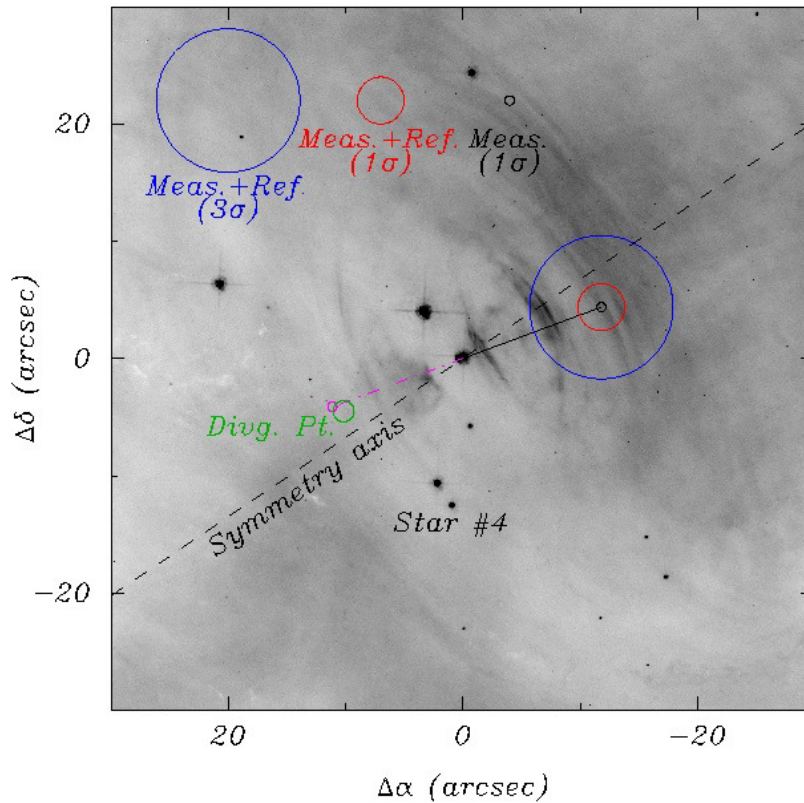 Meas.+Ref.
(3σ)
Meas.+Ref.
(1σ)
Meas.
(1σ)
Divg. Pt.
Symmetry axis
Star #4
20
0
−20
Δδ (arcsec)
20
0
−20
Δα (arcsec)